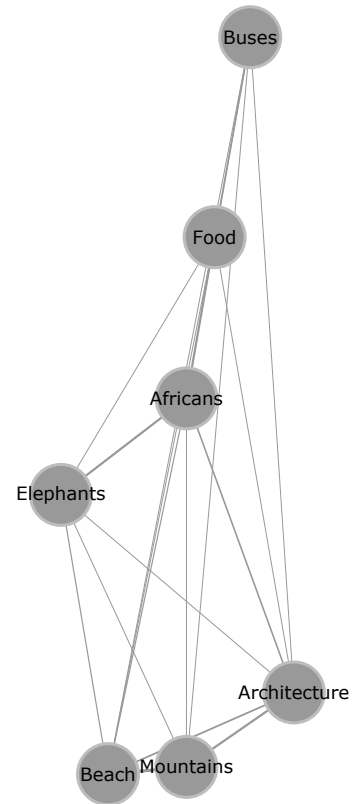 Buses
Food
Africans
Elephants
Architecture
Mountains
Beach